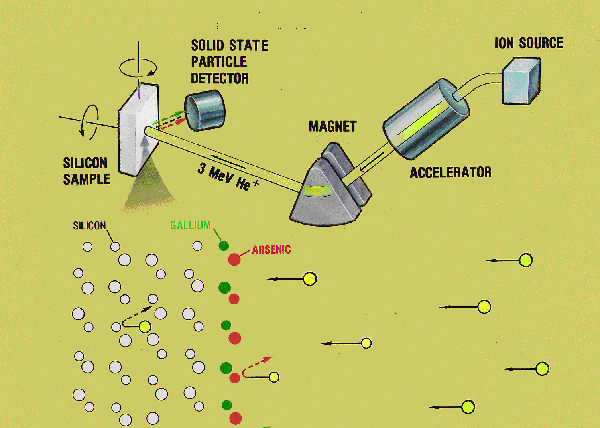 SOLID STATE
PARTICLE
DETECTOR
ION SOURCE
MAGNET
SILICON
SAMPLE
3 MeV He+
ACCELERATOR
SILICON
GALLIUM
ARSENIC